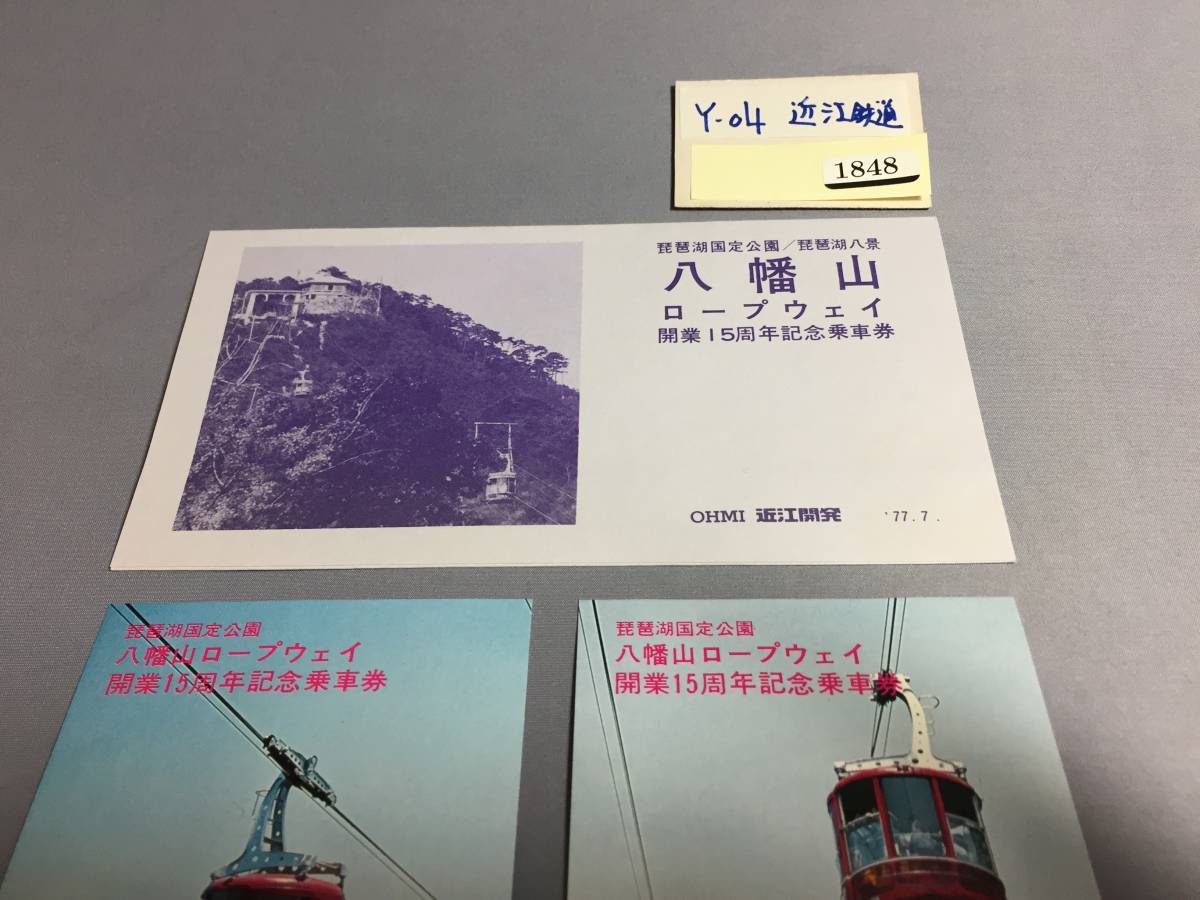 Y-04 近江鉄道
1848
琵琶湖国定公園/琵琶湖八景
八幡山
ロープウェイ
開業15周年記念乗車券
OHMI 近江開発 '77.7.
琵琶湖国定公園
八幡山ロープウェイ
開業15周年記念乗車券
琵琶湖国定公園
八幡山ロープウェイ
開業15周年記念乗車券